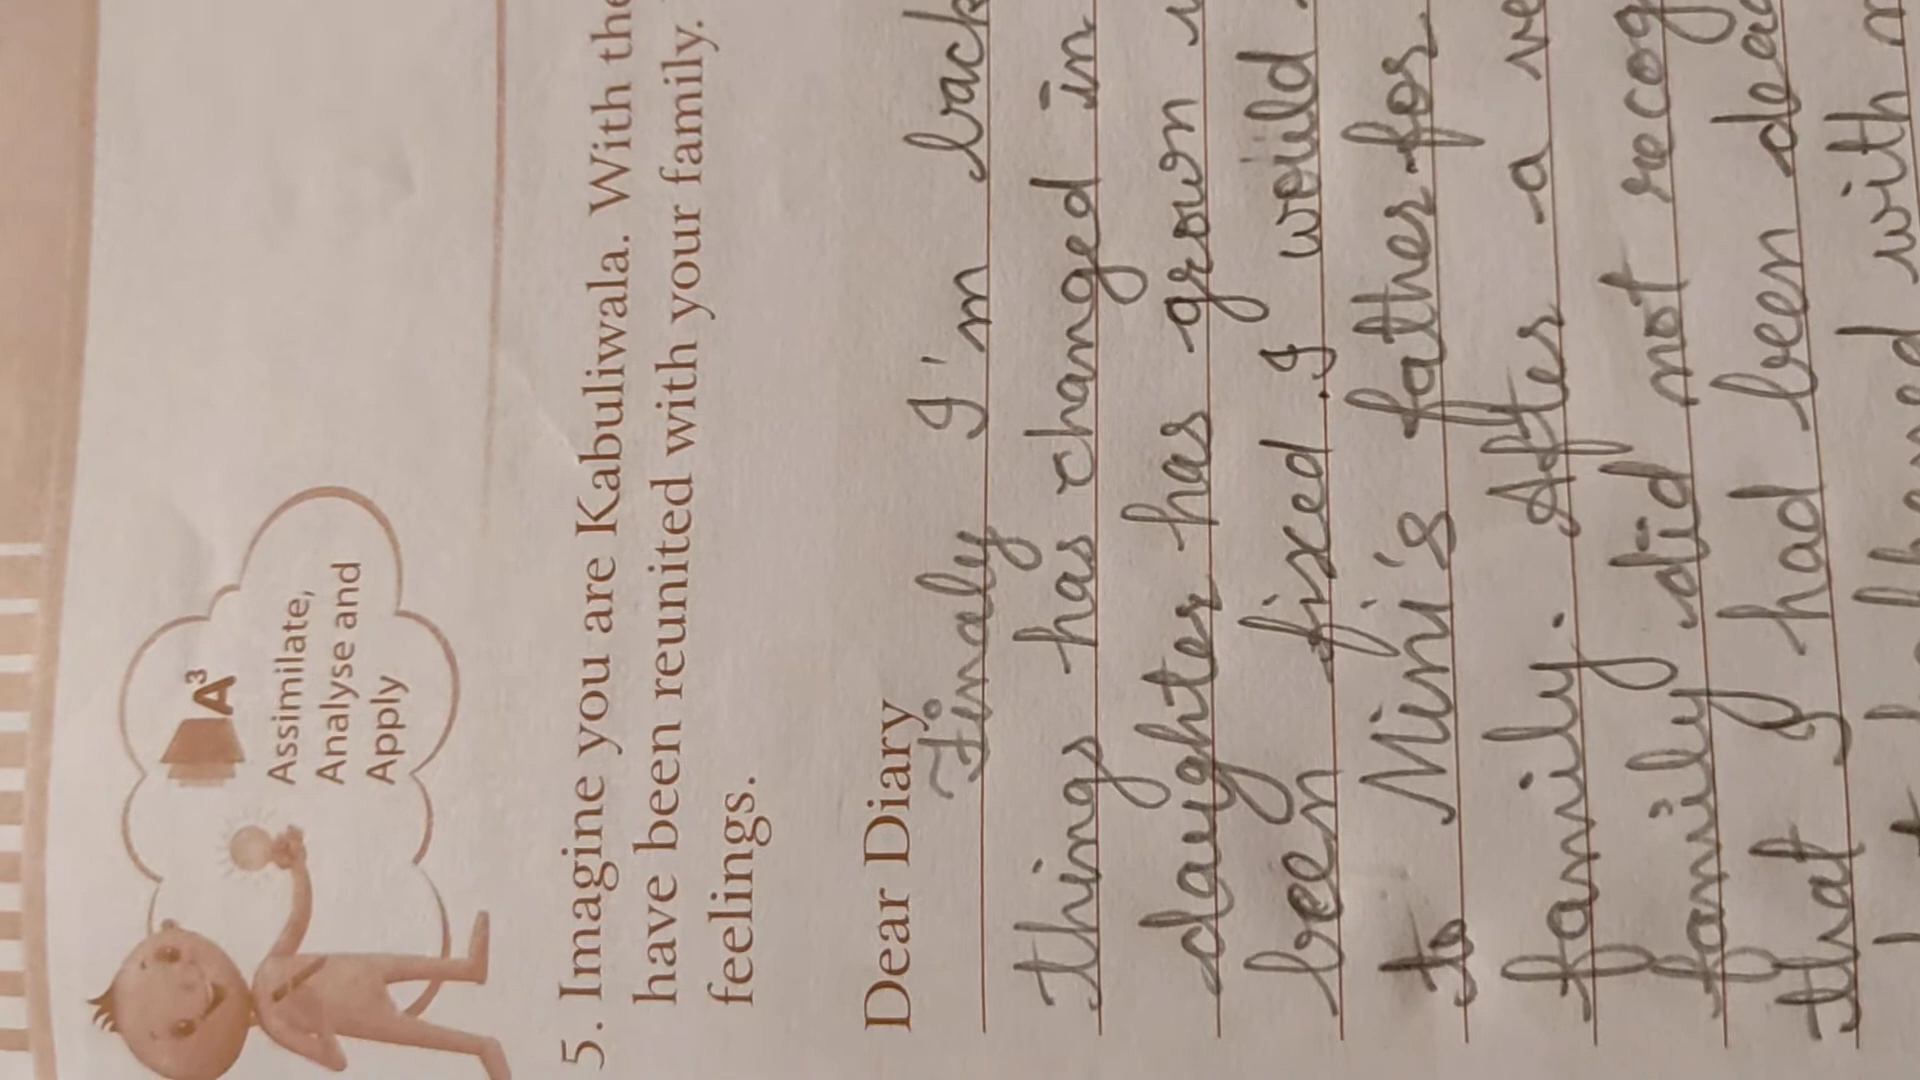 A³
Assimilate,
Analyse and
Apply
5. Imagine you are Kabuliwala. With the
have been reunited with your family.
feelings.
Dear Diary
Finaly I'm back
things has changed in
daughter has grown
been fixed. I would
to Mini's father for
family. After a
family did not
that I had been
with